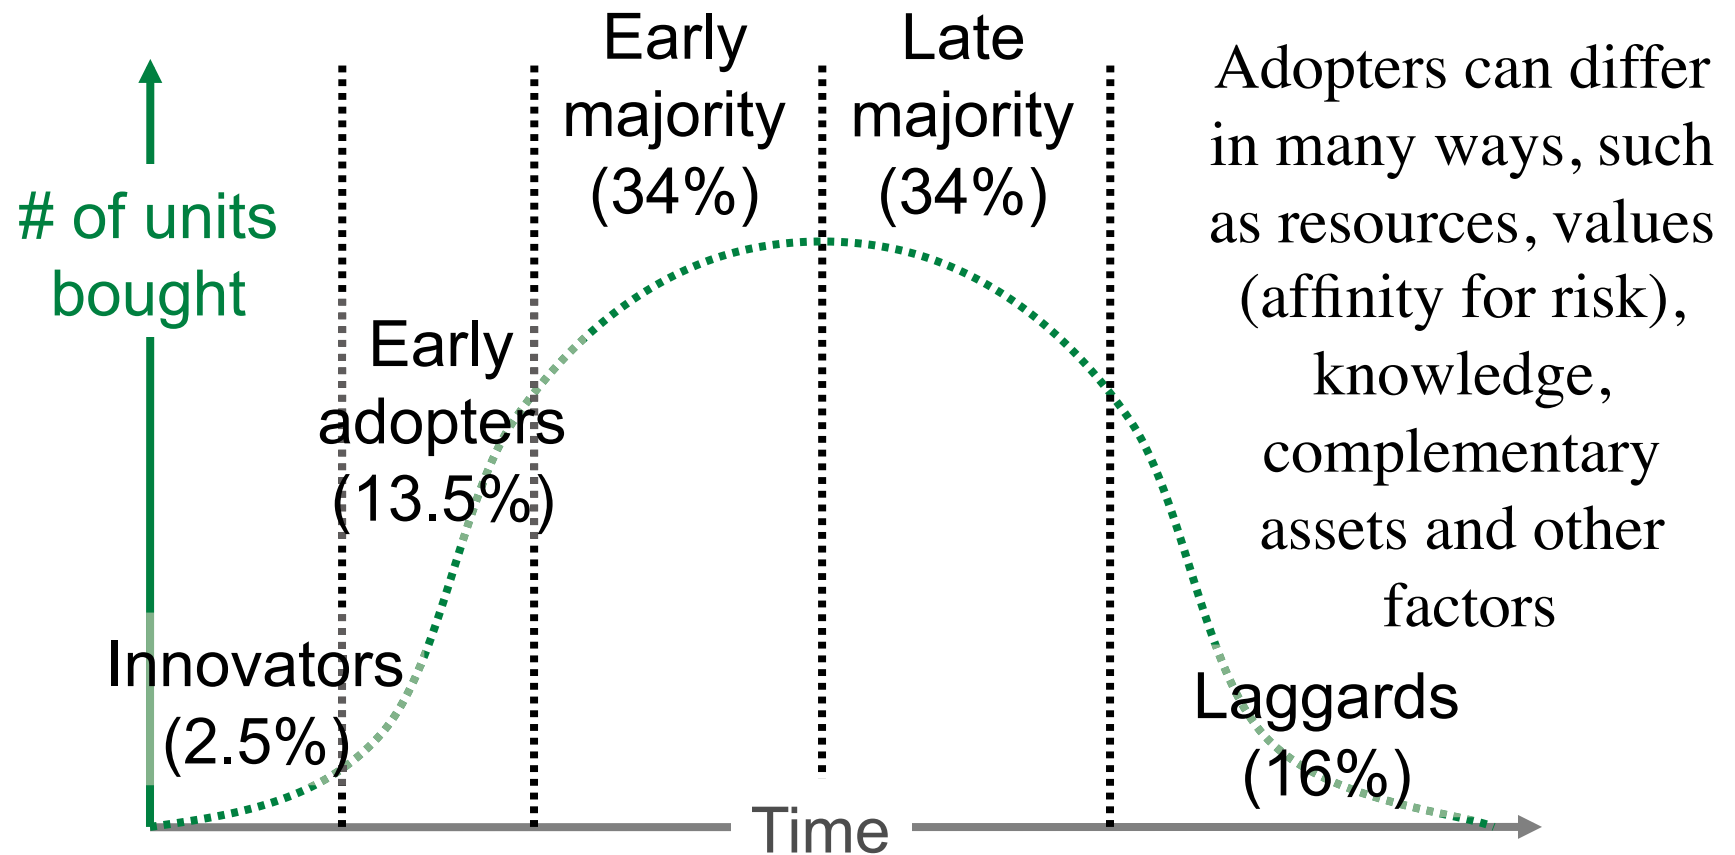 # of units
bought
Innovators
(2.5%)
Early
adopters
(13.5%)
Early
majority
(34%)
Late
majority
(34%)
Laggards
(16%)
Time
Adopters can differ
in many ways, such
as resources, values
(affinity for risk),
knowledge,
complementary
assets and other
factors